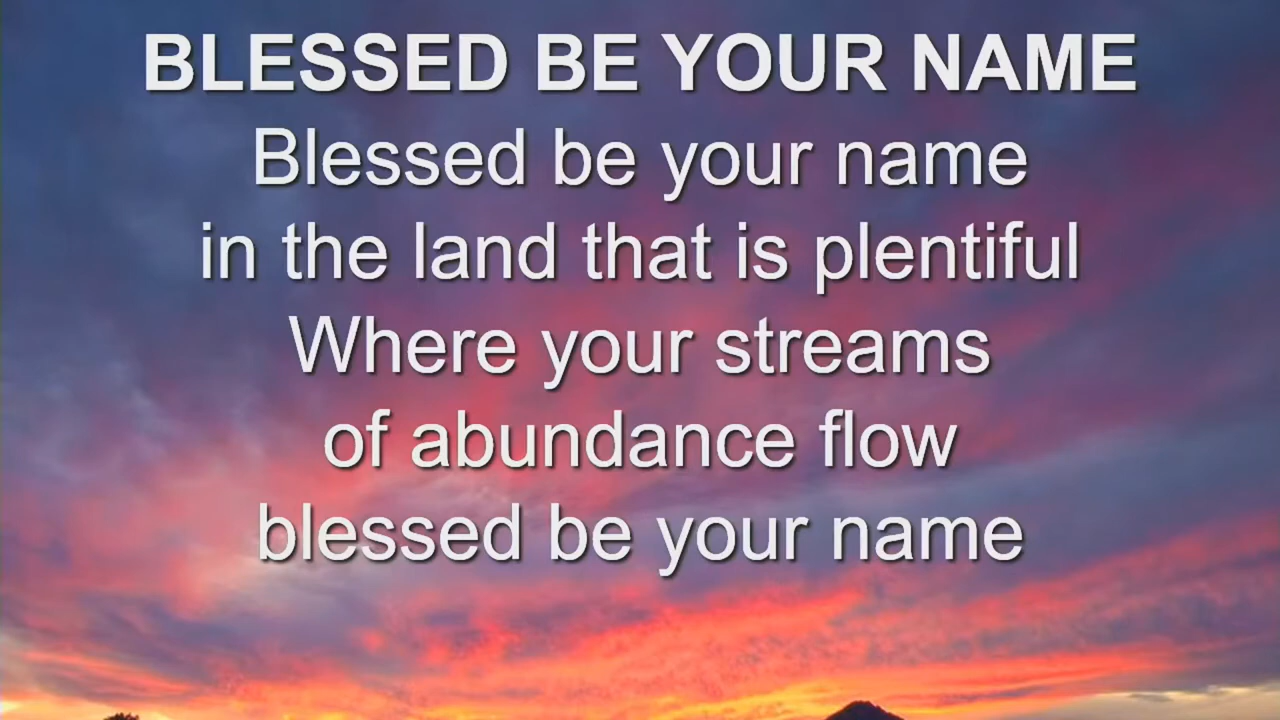 BLESSED BE YOUR NAME
Blessed be your name
in the land that is plentiful
Where your streams
of abundance flow
blessed be your name